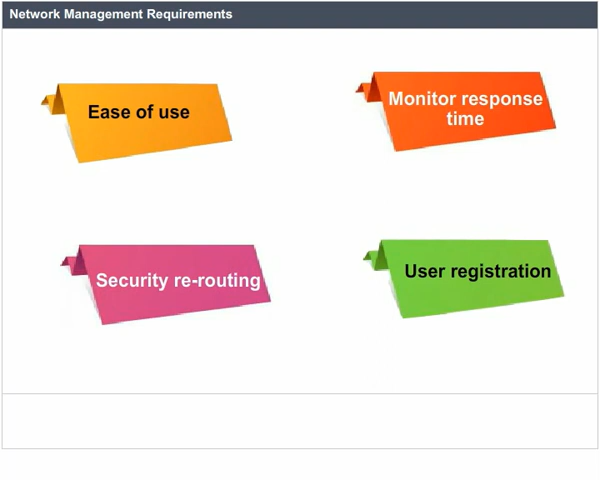 Network Management Requirements
Ease of use
Monitor response
time
Security re-routing
User registration